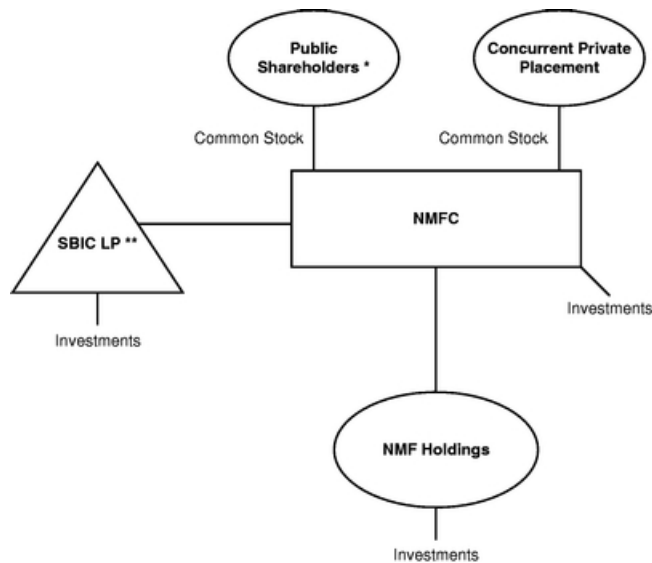 Public
Shareholders *
Concurrent Private
Placement
Common Stock
Common Stock
NMFC
SBIC LP **
Investments
Investments
NMF Holdings
Investments